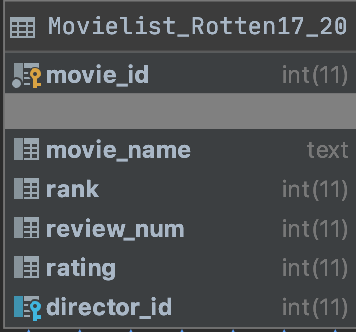 Movielist_Rotten17_20
movie_id int(11)
movie_name text
rank int(11)
review_num int(11)
rating int(11)
director_id int(11)